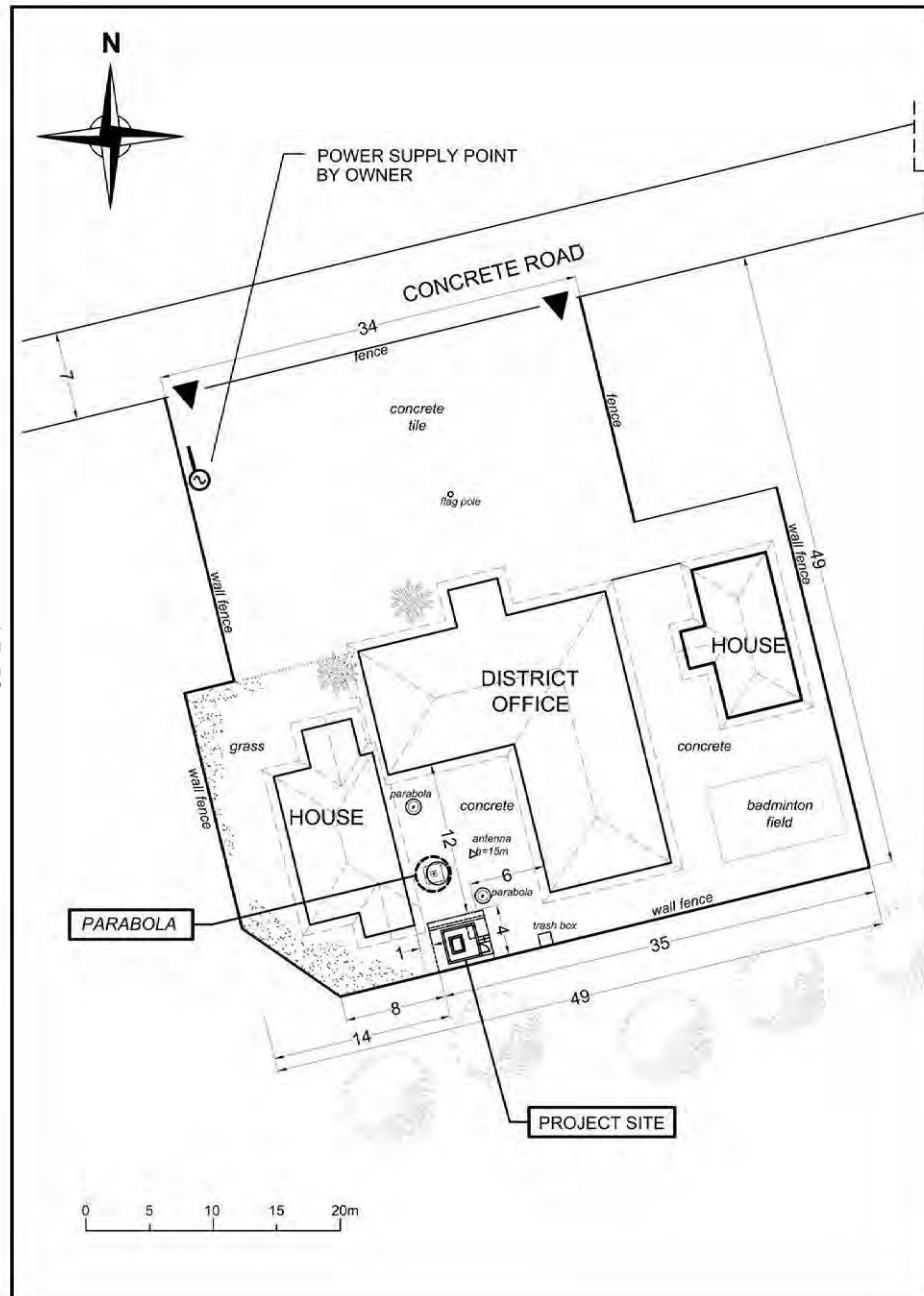 N
POWER SUPPLY POINT
BY OWNER
CONCRETE ROAD
34
fence
7
concrete
tile
fence
flag pole
wall fence
wall fence
49
HOUSE
DISTRICT
OFFICE
grass
concrete
wall fence
parabola
concrete
badminton
field
HOUSE
12
antenna
h=15m
6
parabola
PARABOLA
wall fence
4
trash box
1
35
8
49
14
PROJECT SITE
0 5 10 15 20m